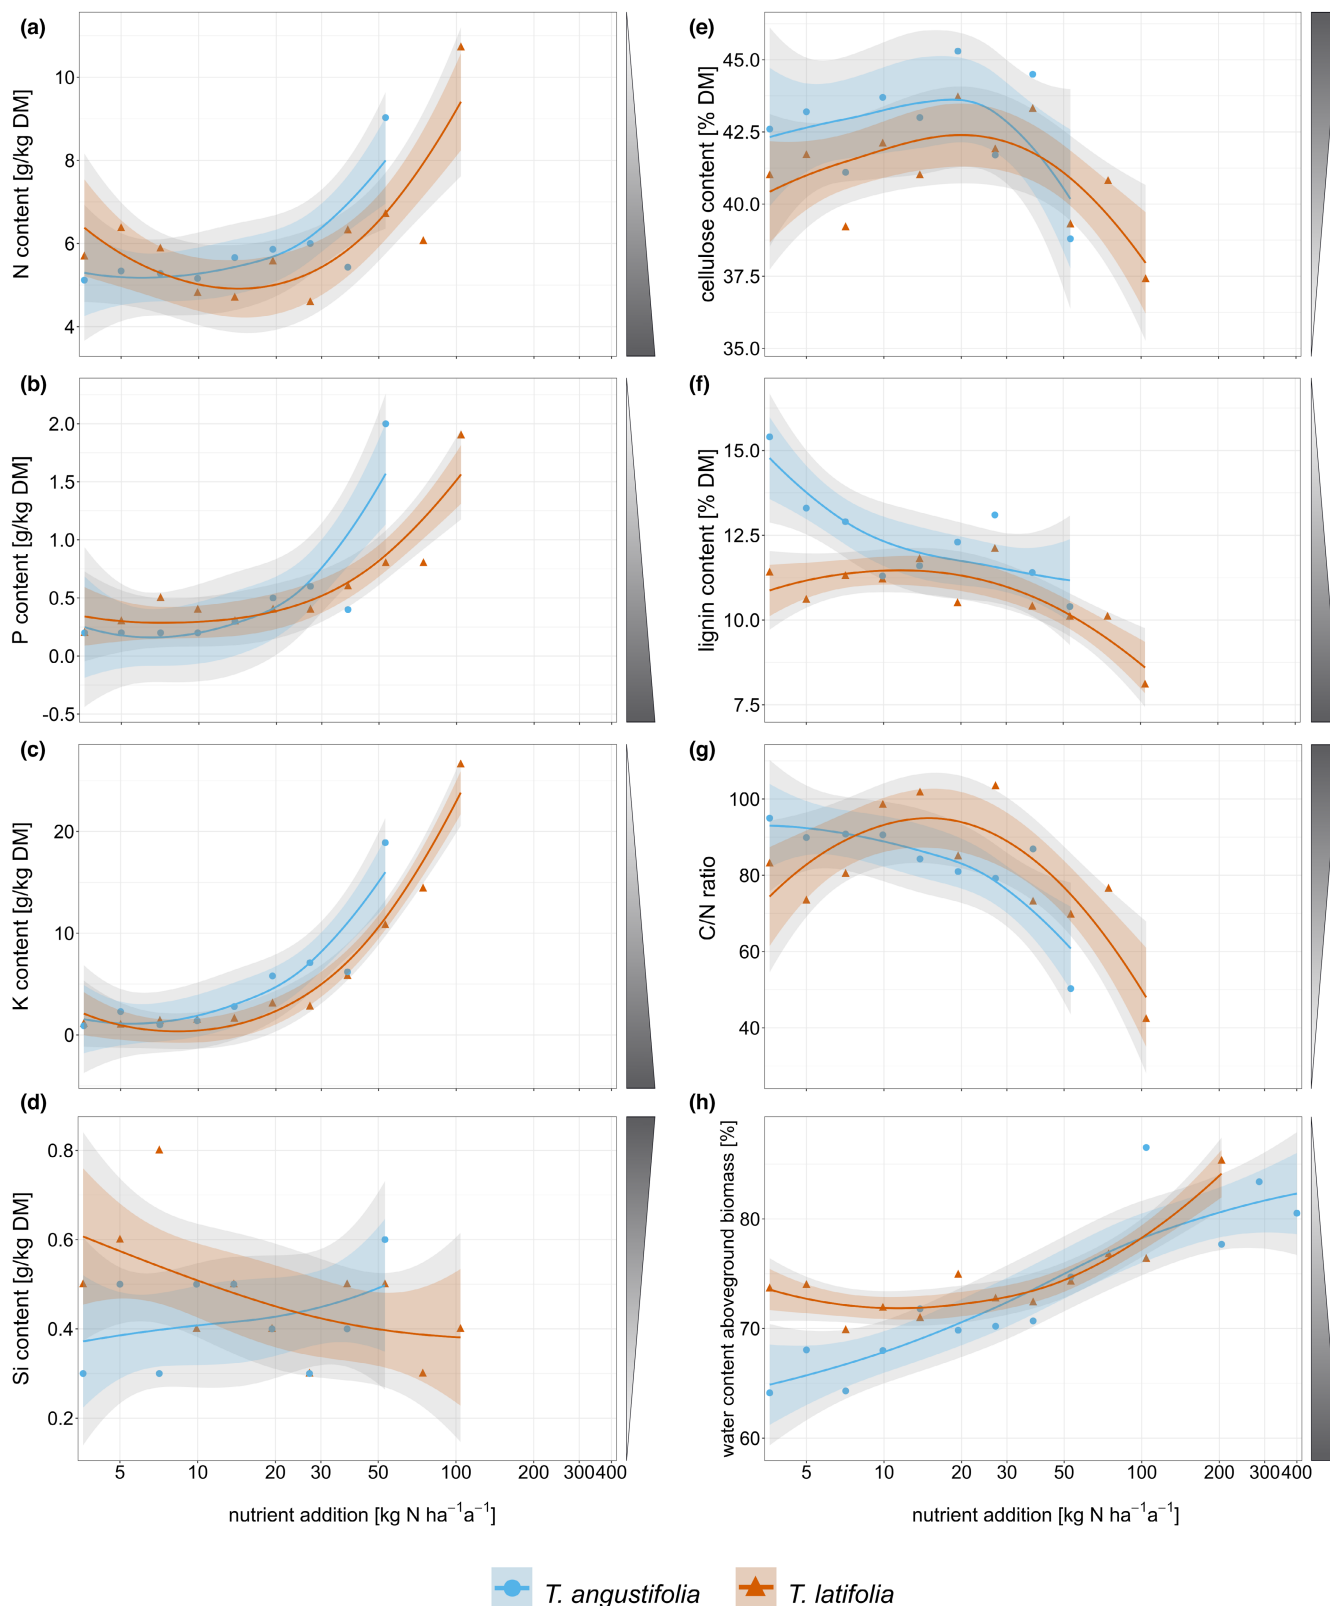 (a)
N content [g/kg DM]
10
8
6
4
(b)
P content [g/kg DM]
2.0
1.5
1.0
0.5
0.0
-0.5
(c)
K content [g/kg DM]
20
10
0
(d)
Si content [g/kg DM]
0.8
0.6
0.4
0.2
5 10 20 30 50 100 300 400
nutrient addition [kg N ha⁻¹a⁻¹]
(e)
cellulose content [% DM]
45.0
42.5
40.0
37.5
35.0
(f)
lignin content [% DM]
15.0
12.5
10.0
7.5
(g)
C/N ratio
100
80
60
40
(h)
water content aboveground biomass [%]
80
70
60
5 10 20 30 50 100 200 300 400
nutrient addition [kg N ha⁻¹a⁻¹]
T. angustifolia T. latifolia